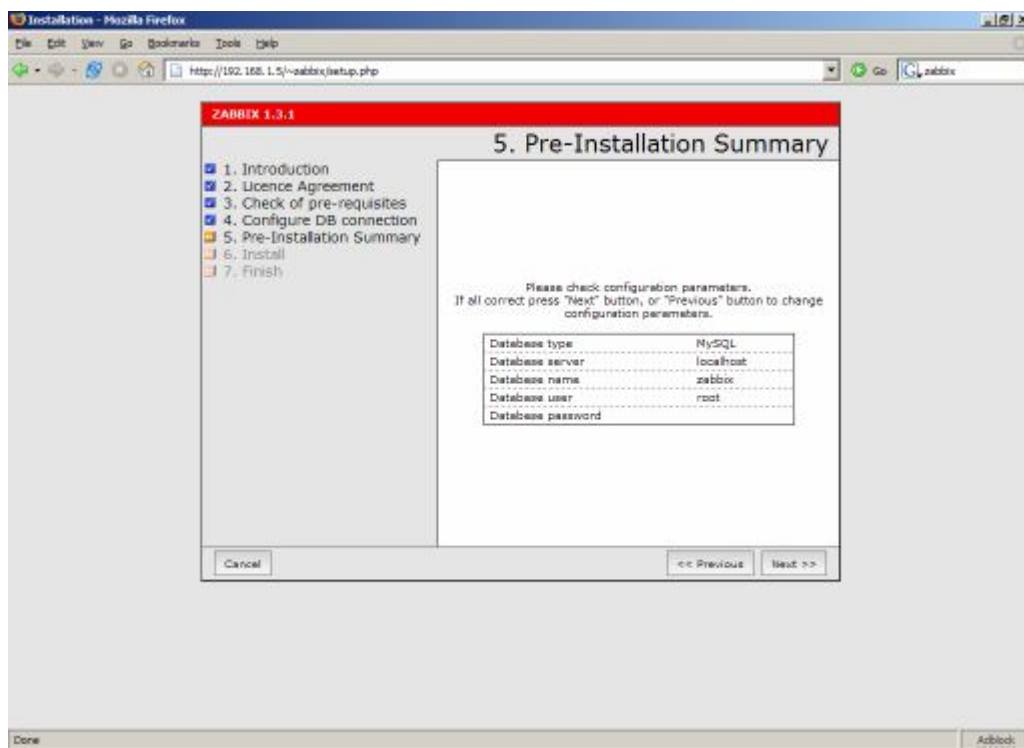 Installation - Mozilla Firefox
File Edit View Go Bookmarks Tools Help
http://192.168.1.5/~zabbix/setup.php
Go
zabbix
ZABBIX 1.3.1
5. Pre-Installation Summary
1. Introduction
2. Licence Agreement
3. Check of pre-requisites
4. Configure DB connection
5. Pre-Installation Summary
6. Install
7. Finish
Please check configuration parameters.
If all correct press "Next" button, or "Previous" button to change
configuration parameters.
Database type MySQL
Database server localhost
Database name zabbix
Database user root
Database password
Cancel
<< Previous
Next >>
Done
Adblock